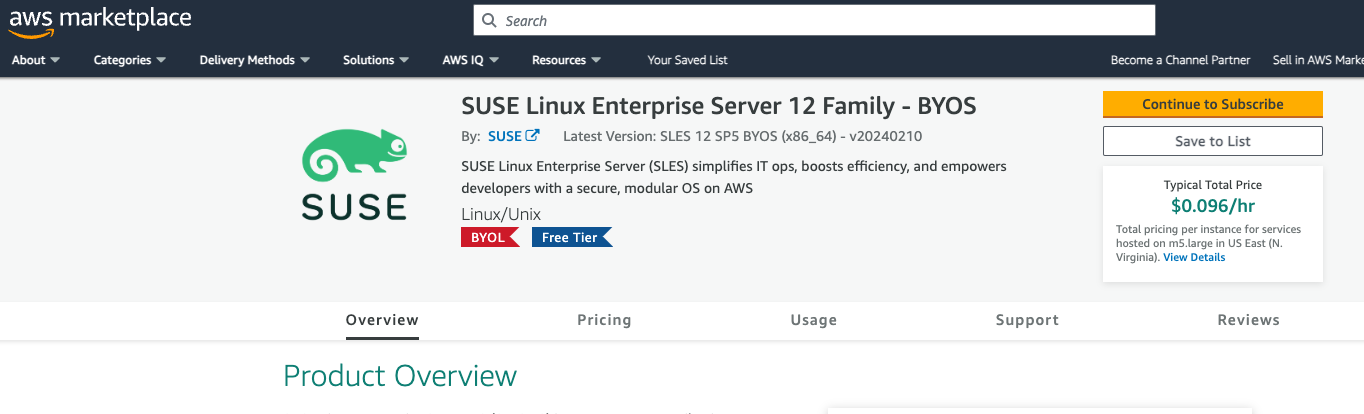 aws marketplace
Search
About Categories Delivery Methods Solutions AWS IQ Resources Your Saved List Become a Channel Partner Sell in AWS Marke
SUSE Linux Enterprise Server 12 Family - BYOS
By: SUSE Latest Version: SLES 12 SP5 BYOS (x86_64) - v20240210
SUSE Linux Enterprise Server (SLES) simplifies IT ops, boosts efficiency, and empowers
developers with a secure, modular OS on AWS
Linux/Unix
BYOL Free Tier
SUSE
Continue to Subscribe
Save to List
Typical Total Price
$0.096/hr
Total pricing per instance for services
hosted on m5.large in US East (N.
Virginia). View Details
Overview Pricing Usage Support Reviews
Product Overview